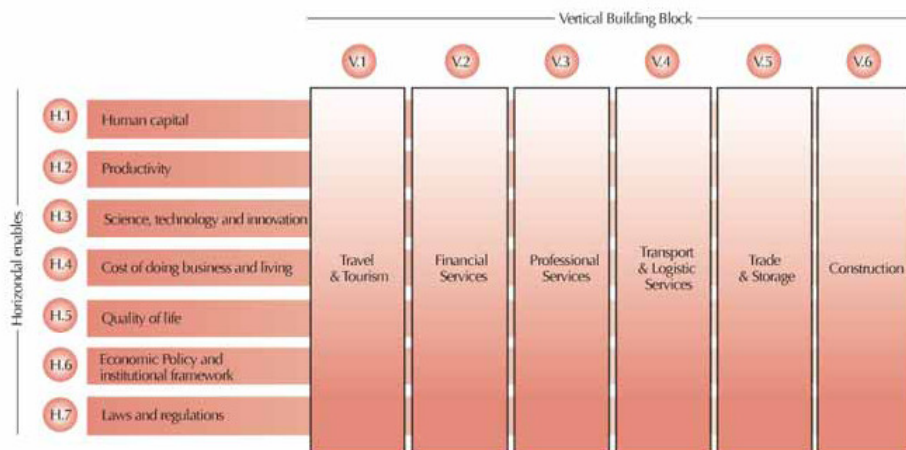 Vertical Building Block
V.1
V.2
V.3
V.4
V.5
V.6
Horizondal enables
H.1
Human capital
H.2
Productivity
H.3
Science, technology and innovation
H.4
Cost of doing business and living
H.5
Quality of life
H.6
Economic Policy and
institutional framework
H.7
Laws and regulations
Travel
& Tourism
Financial
Services
Professional
Services
Transport
& Logistic
Services
Trade
& Storage
Construction